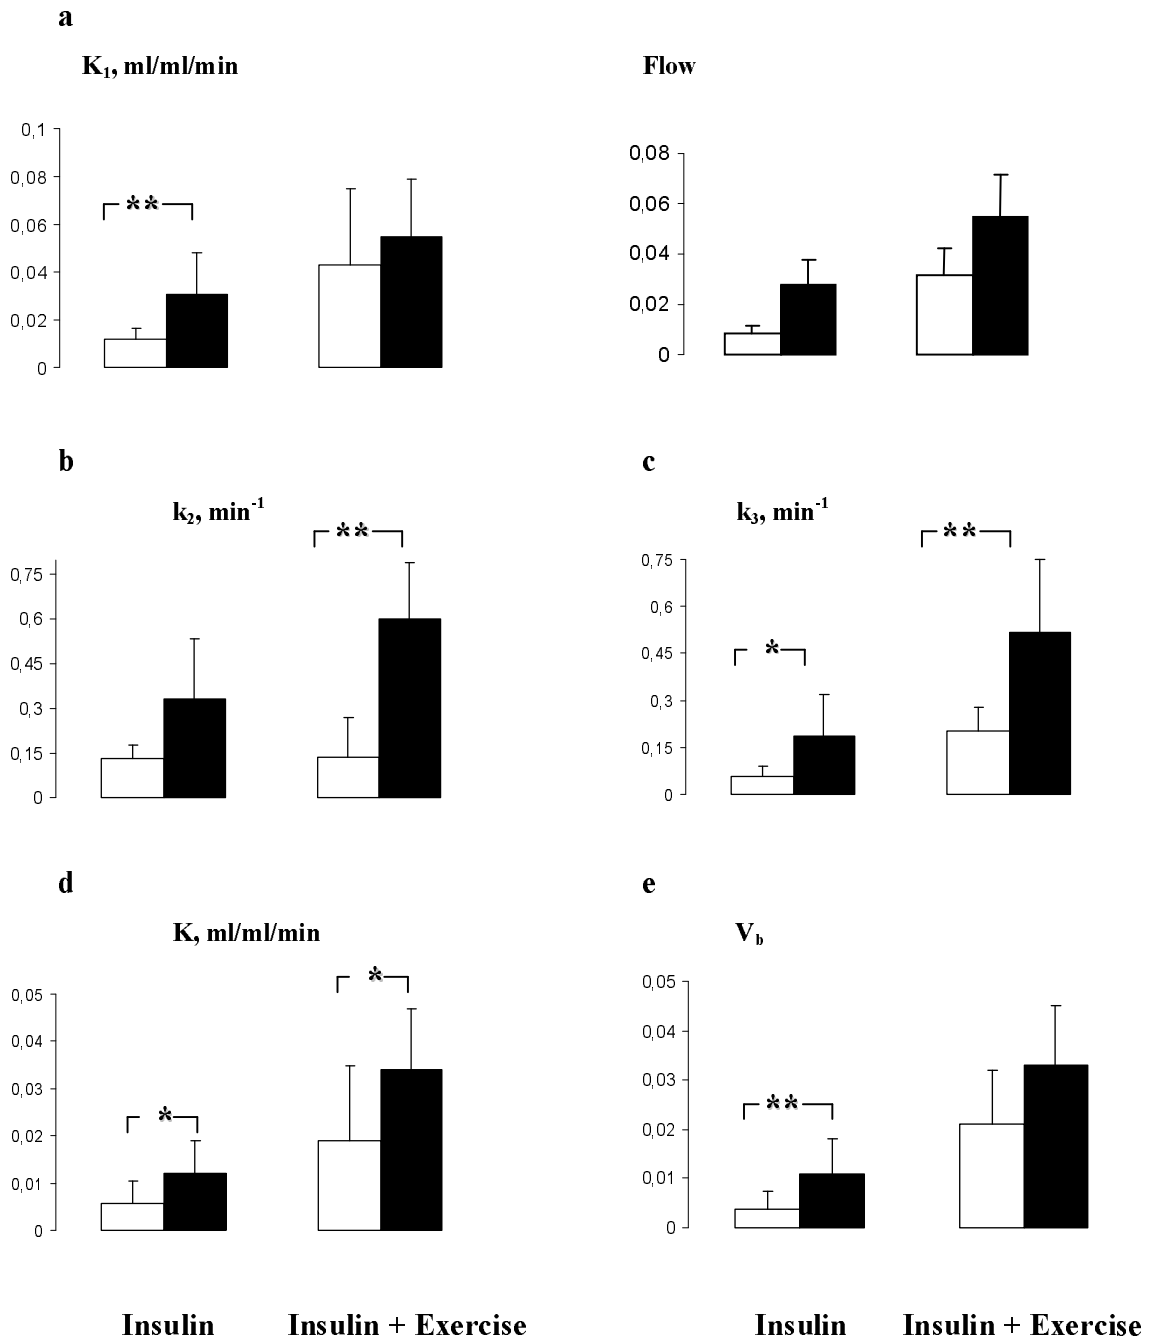 a
K1, ml/ml/min
Flow
0,1
0,08
0,06
0,04
0,02
0
**
0,08
0,06
0,04
0,02
0
b
c
k2, min-1
k3, min-1
0,75
0,6
0,45
0,3
0,15
0
**
0,75
0,6
0,45
0,3
0,15
0
*
**
d
e
K, ml/ml/min
Vb
0,05
0,04
0,03
0,02
0,01
0
*
*
0,05
0,04
0,03
0,02
0,01
0
**
Insulin
Insulin + Exercise
Insulin
Insulin + Exercise